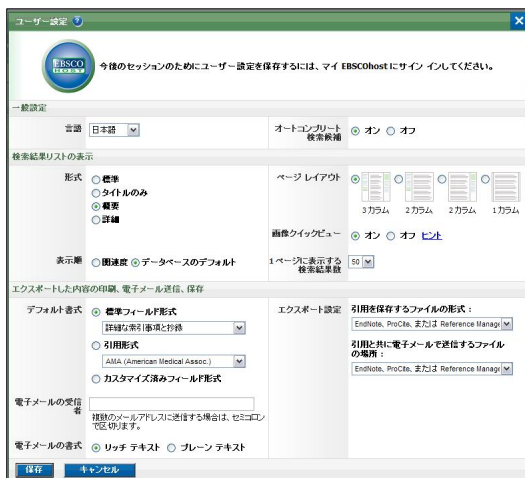 ユーザー設定
EBSCO
HOST
今後のセッションのためにユーザー設定を保存するには、マイ EBSCOhost にサイン インしてください。
一般設定
言語 日本語
オートコンプリート検索候補 オン オフ
検索結果リストの表示
形式
標準
タイトルのみ
概要
詳細
ページ レイアウト
3カラム 2カラム 2カラム 1カラム
画像クイックビュー オン オフ ヒント
表示順 関連度 データベースのデフォルト
1ページに表示する検索結果数 50
エクスポートした内容の印刷、電子メール送信、保存
デフォルト書式
標準フィールド形式
詳細な索引事項と抄録
引用形式
AMA (American Medical Assoc.)
カスタマイズ済みフィールド形式
エクスポート設定
引用を保存するファイルの形式：
EndNote、ProCite、または Reference Manag
引用と共に電子メールで送信するファイルの場所：
EndNote、ProCite、または Reference Manag
電子メールの受信者
複数のメールアドレスに送信する場合は、セミコロンで区切ります。
電子メールの書式 リッチ テキスト プレーン テキスト
保存 キャンセル